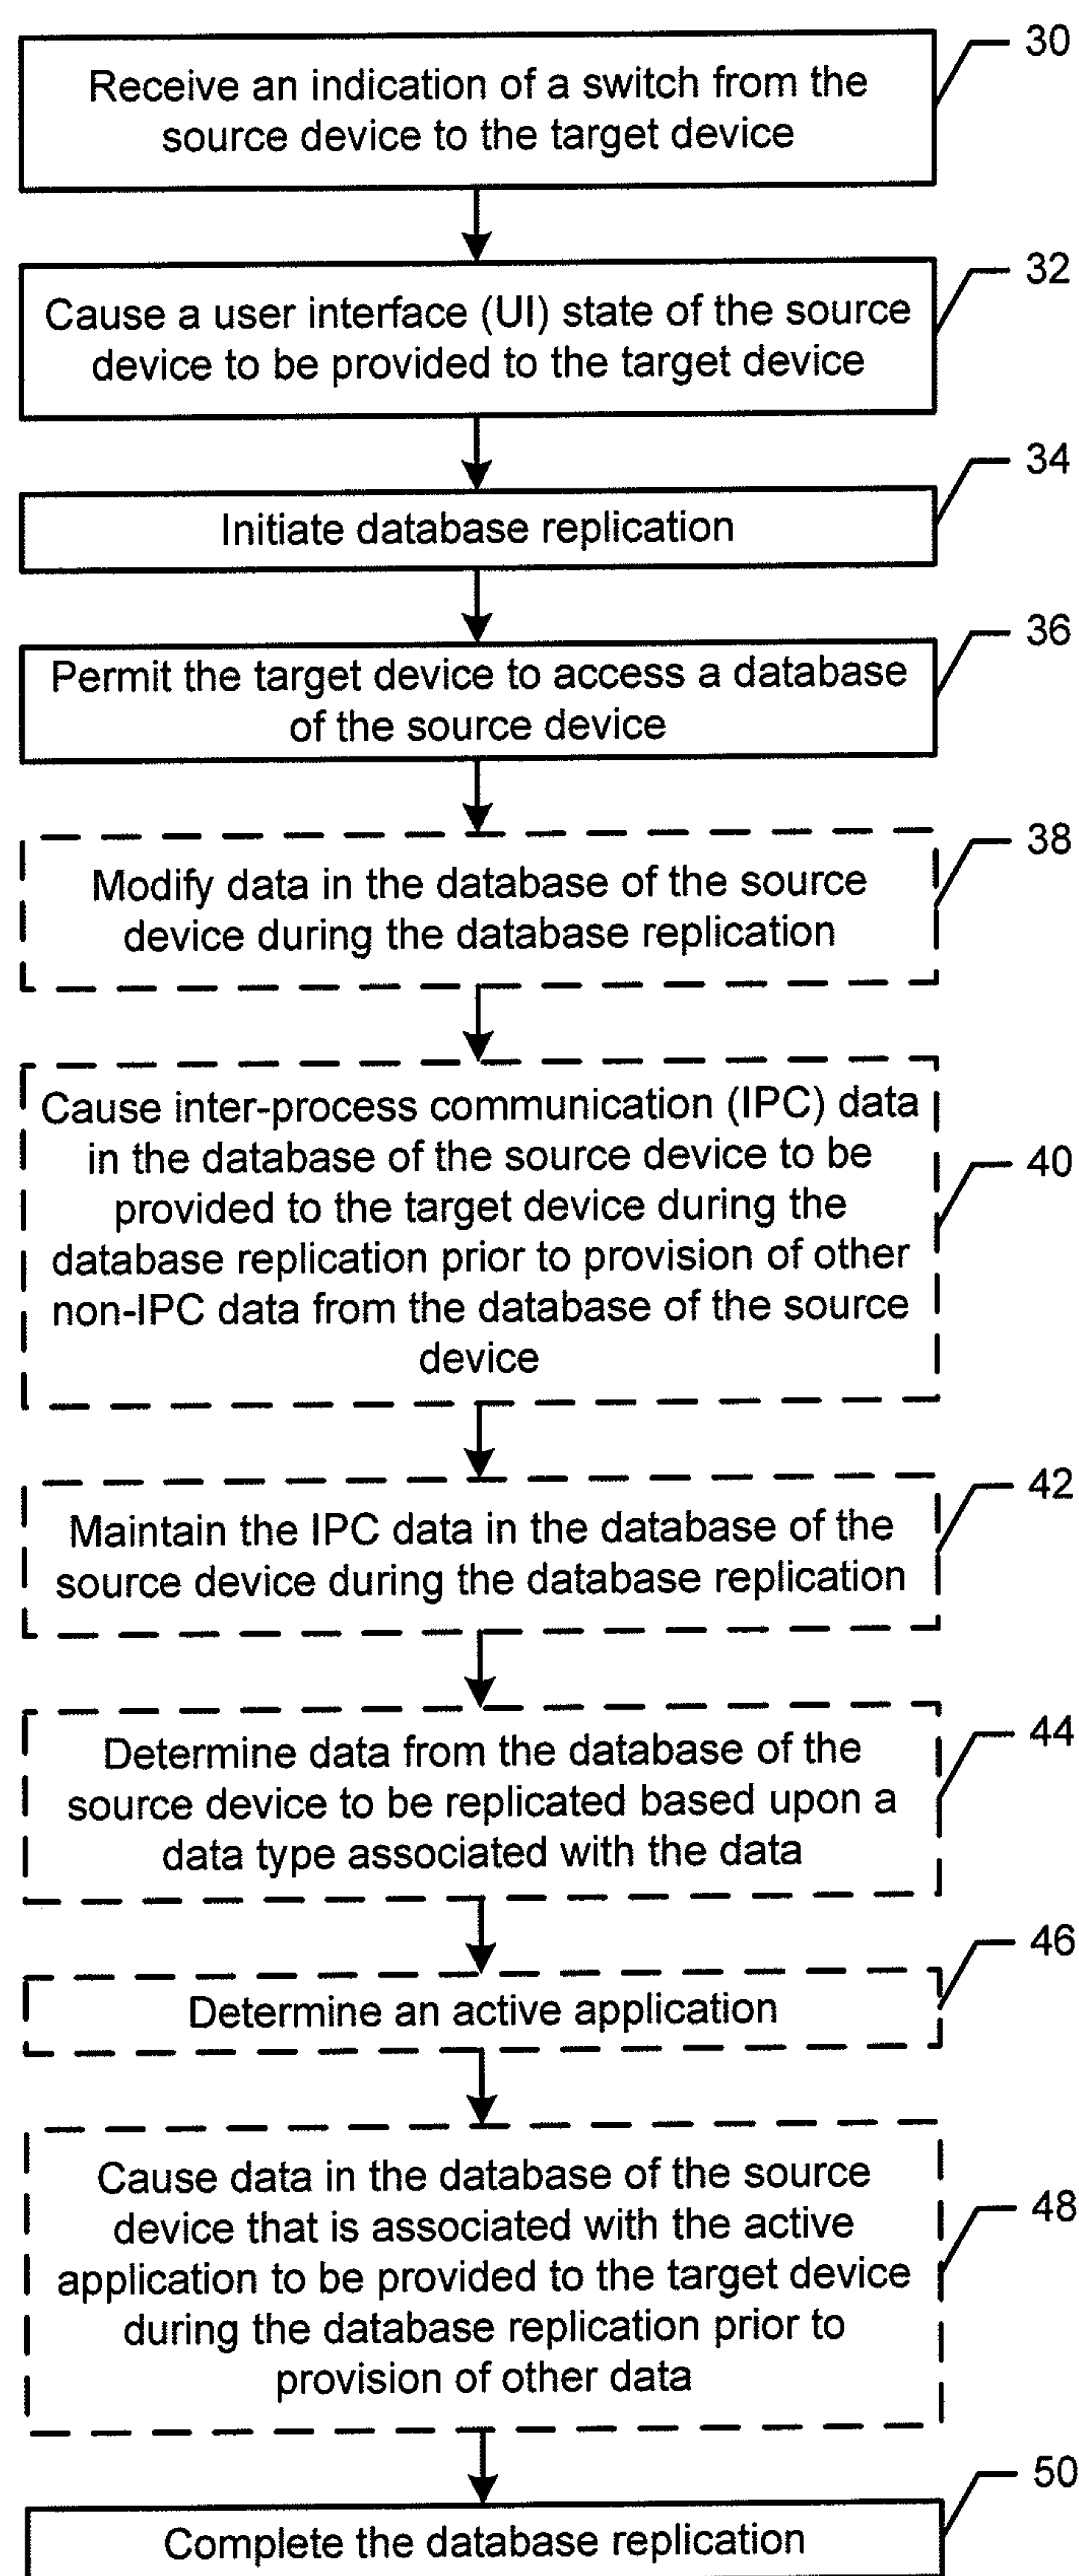 30
Receive an indication of a switch from the
source device to the target device
32
Cause a user interface (UI) state of the source
device to be provided to the target device
34
Initiate database replication
36
Permit the target device to access a database
of the source device
38
Modify data in the database of the source
device during the database replication
Cause inter-process communication (IPC) data
in the database of the source device to be
40
provided to the target device during the
database replication prior to provision of other
non-IPC data from the database of the source
device
42
Maintain the IPC data in the database of the
source device during the database replication
44
Determine data from the database of the
source device to be replicated based upon a
data type associated with the data
46
Determine an active application
Cause data in the database of the source
48
device that is associated with the active
application to be provided to the target device
during the database replication prior to
provision of other data
50
Complete the database replication